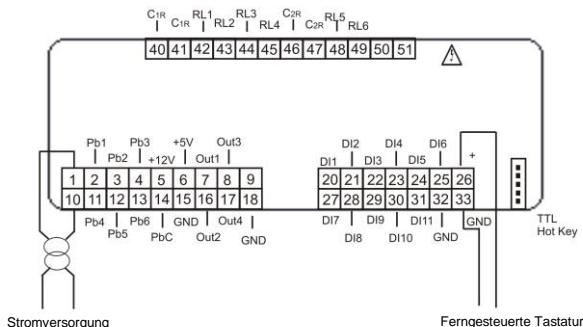 C1R RL1 RL3 C2R RL5
C1R RL2 RL4 C2R RL6
40 41 42 43 44 45 46 47 48 49 50 51
Pb1 Pb3 +5V Out3
Pb2 +12V Out1
DI2 DI4 DI6
DI1 DI3 DI5 +
1 2 3 4 5 6 7 8 9
10 11 12 13 14 15 16 17 18
20 21 22 23 24 25 26
27 28 29 30 31 32 33
Pb4 Pb6 GND Out4
Pb5 PbC Out2 GND
DI7 DI9 DI11 GND
DI8 DI10 GND
TTL
Hot Key
Stromversorgung
Ferngesteuerte Tastatur